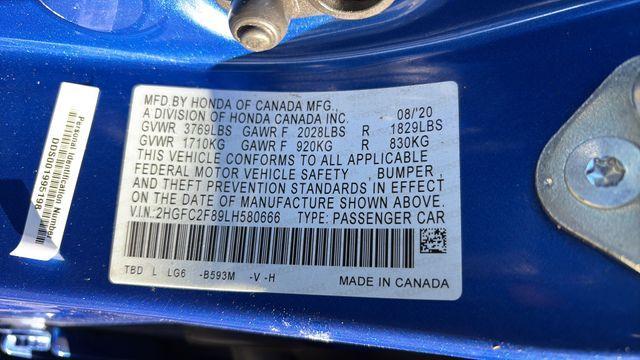 MFD.BY HONDA OF CANADA MFG.,
A DIVISION OF HONDA CANADA INC. 08/'20
GVWR 3769LBS GAWR F 2028LBS R 1829LBS
GVWR 1710KG GAWR F 920KG R 830KG
THIS VEHICLE CONFORMS TO ALL APPLICABLE
FEDERAL MOTOR VEHICLE SAFETY , BUMPER,
AND THEFT PREVENTION STANDARDS IN EFFECT
ON THE DATE OF MANUFACTURE SHOWN ABOVE.
V.I.N.:2HGFC2F89LH580666 TYPE: PASSENGER CAR
TBD L LG6 -B593M -V -H MADE IN CANADA
Personal Identification Number
DDS001995198